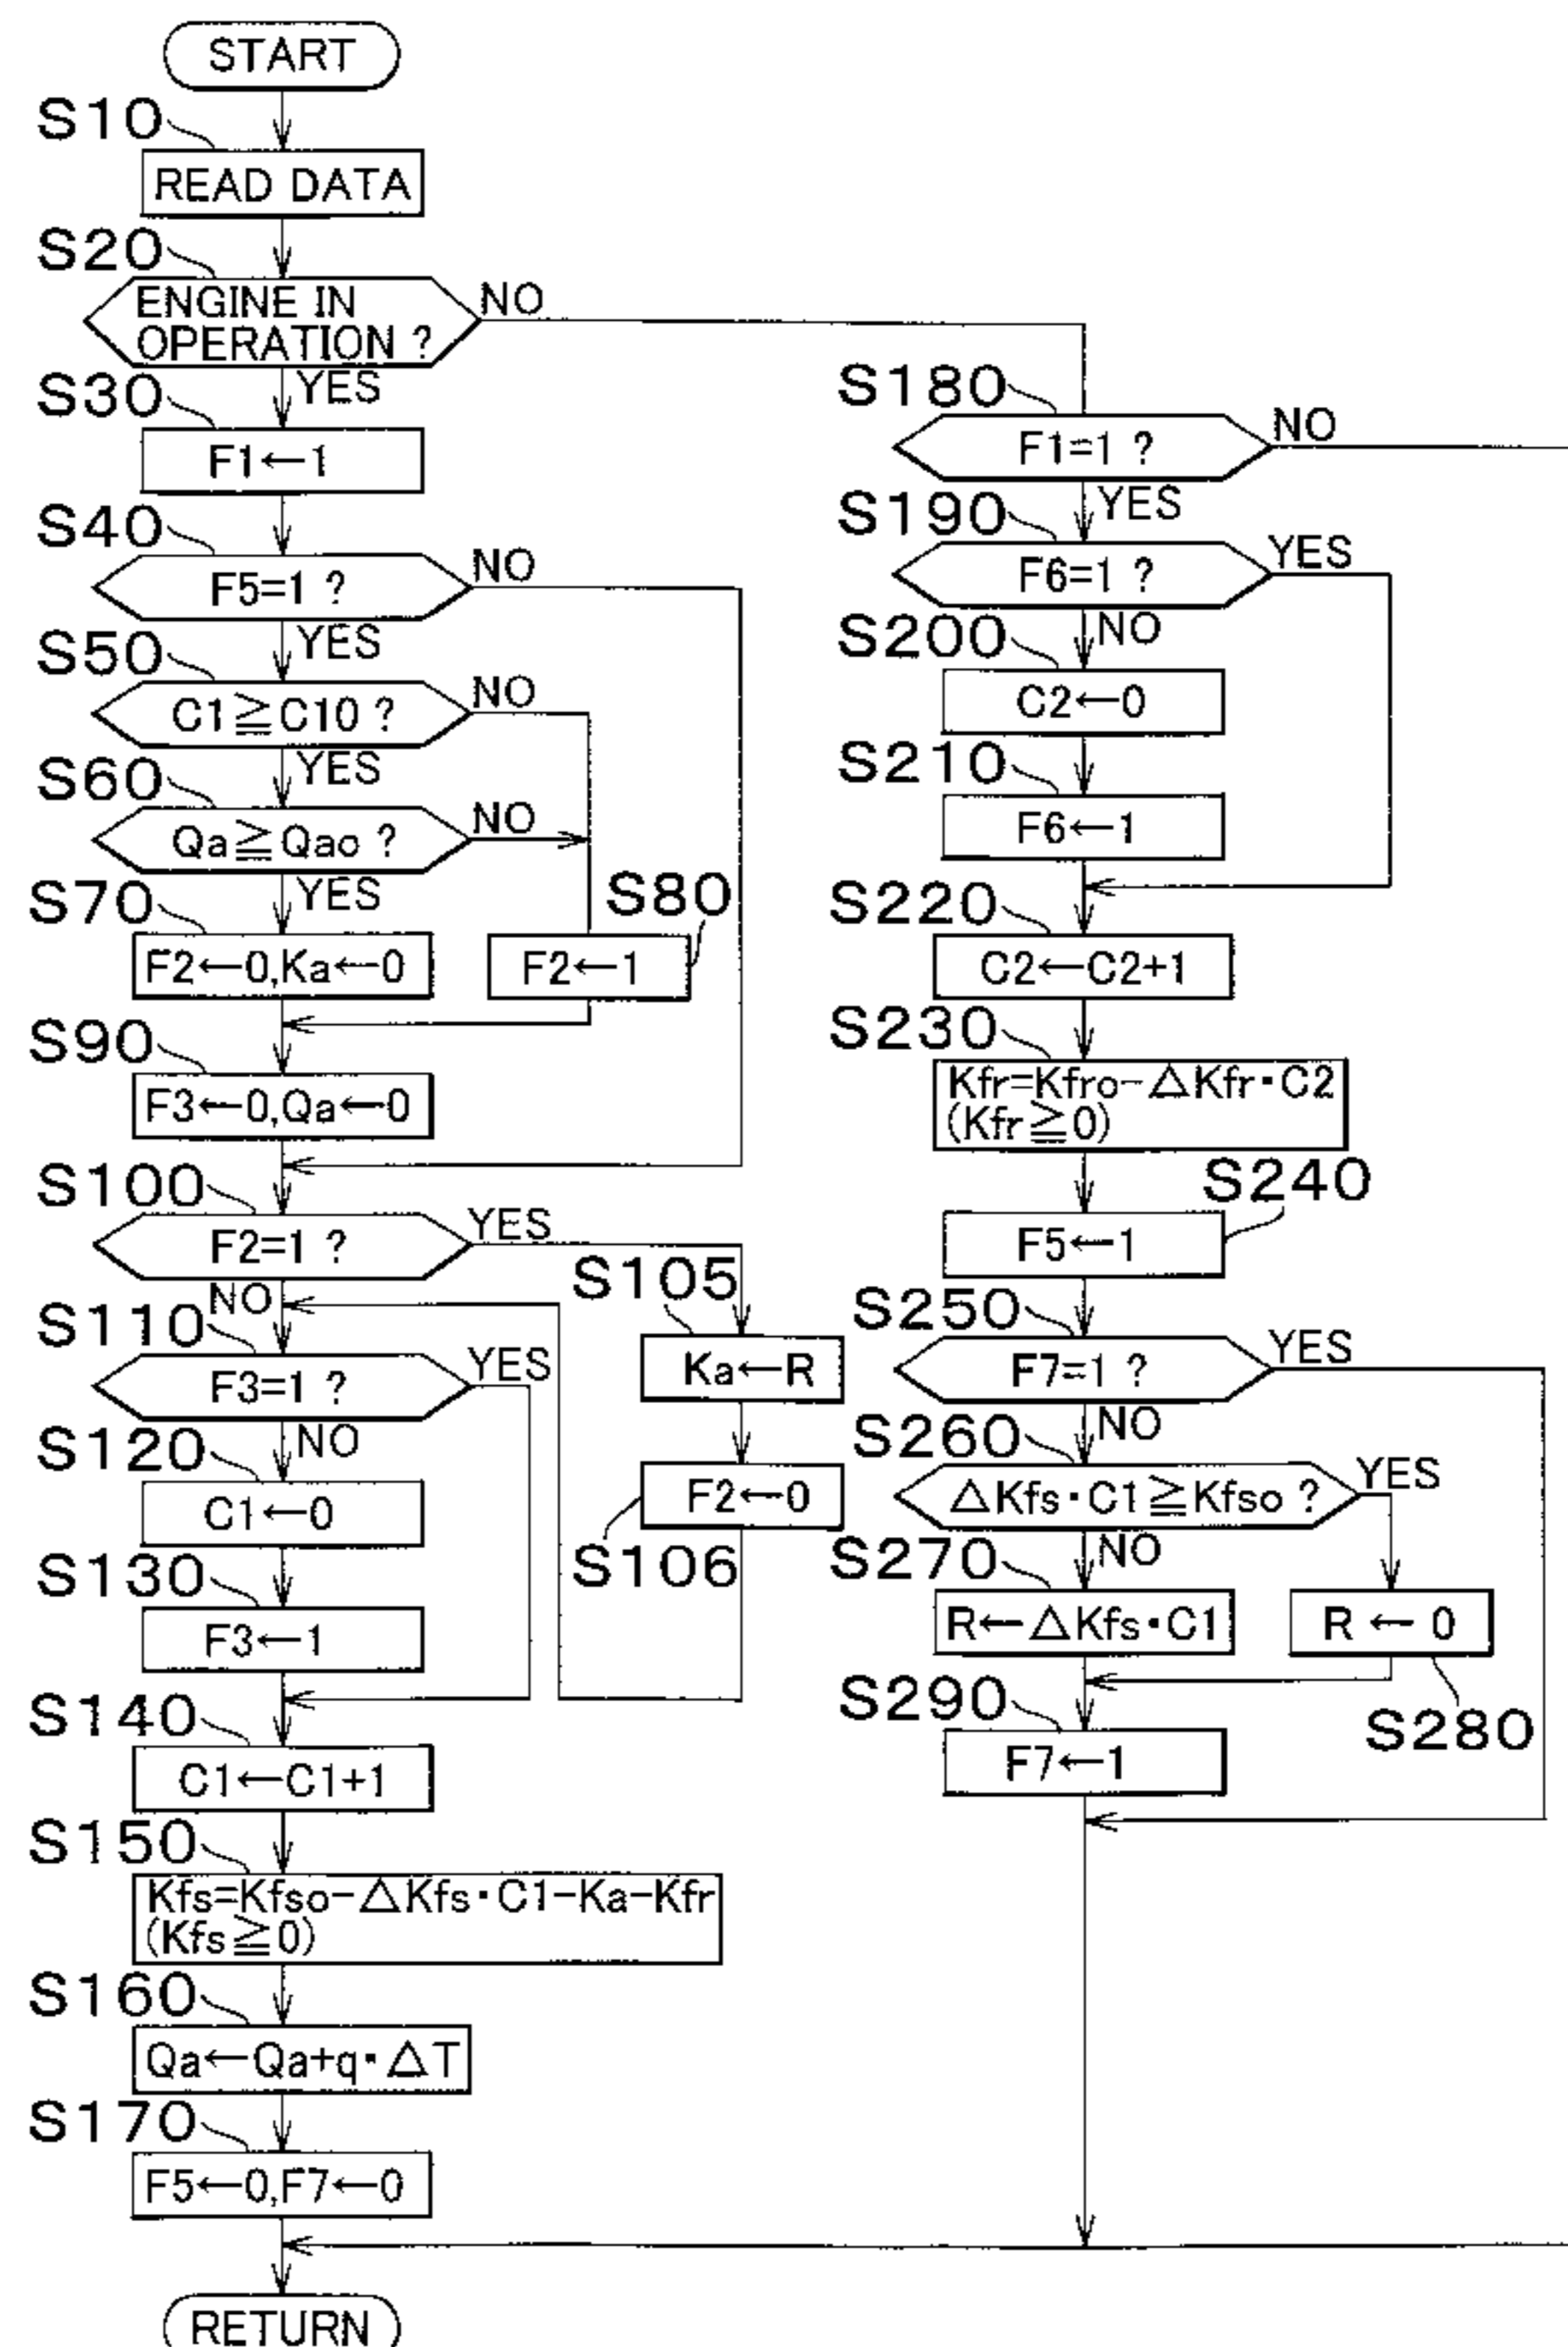 START
S10
READ DATA
S20
ENGINE IN
OPERATION ?
NO
YES
S30
F1←1
S40
F5=1 ?
NO
YES
S50
C1≧C10 ?
NO
YES
S60
Qa≧Qao ?
NO
YES
S70
F2←0,Ka←0
S80
F2←1
S90
F3←0,Qa←0
S100
F2=1 ?
YES
NO
S105
Ka←R
F2←0
S106
S110
F3=1 ?
YES
NO
S120
C1←0
S130
F3←1
S140
C1←C1+1
S150
Kfs=Kfso-△Kfs・C1-Ka-Kfr
(Kfs≧0)
S160
Qa←Qa+q・△T
S170
F5←0,F7←0
RETURN
S180
F1=1 ?
NO
YES
S190
F6=1 ?
YES
NO
S200
C2←0
S210
F6←1
S220
C2←C2+1
S230
Kfr=Kfro-△Kfr・C2
(Kfr≧0)
S240
F5←1
S250
F7=1 ?
YES
NO
S260
△Kfs・C1≧Kfso ?
YES
NO
S270
R←△Kfs・C1
R ← 0
S280
S290
F7←1